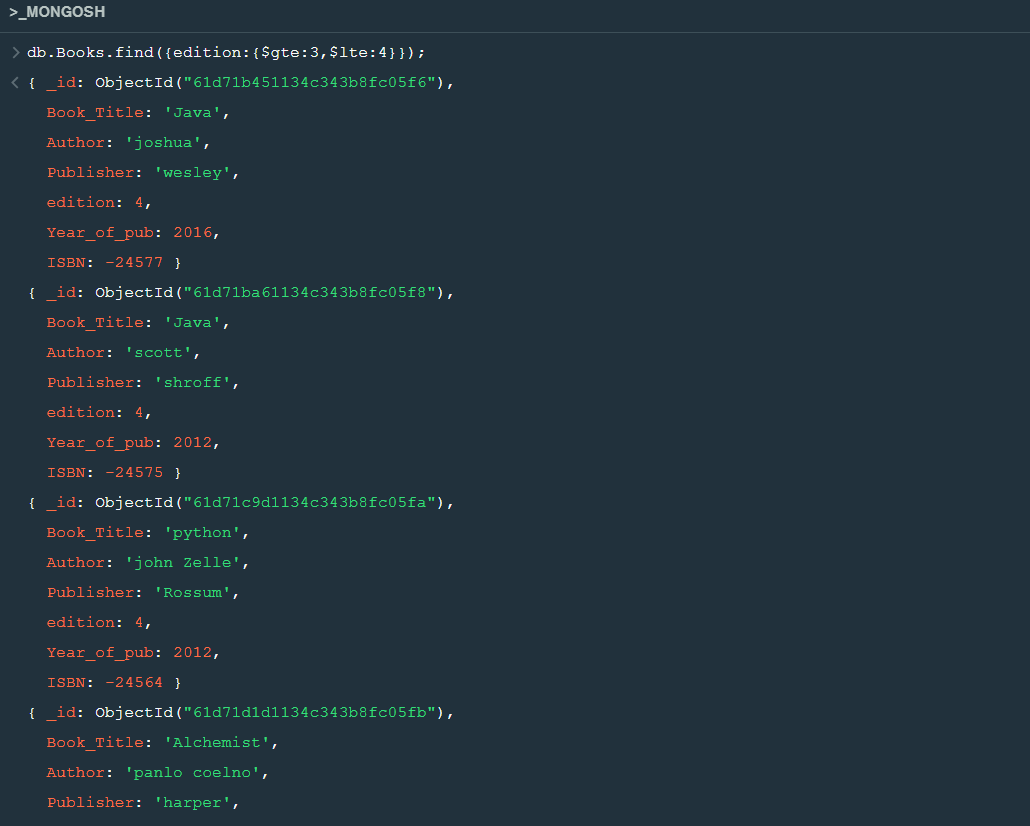 >_MONGOSH
> db.Books.find({edition:{$gte:3,$lte:4}});
< { _id: ObjectId("61d71b451134c343b8fc05f6"),
Book_Title: 'Java',
Author: 'joshua',
Publisher: 'wesley',
edition: 4,
Year_of_pub: 2016,
ISBN: -24577 }
{ _id: ObjectId("61d71ba61134c343b8fc05f8"),
Book_Title: 'Java',
Author: 'scott',
Publisher: 'shroff',
edition: 4,
Year_of_pub: 2012,
ISBN: -24575 }
{ _id: ObjectId("61d71c9d1134c343b8fc05fa"),
Book_Title: 'python',
Author: 'john Zelle',
Publisher: 'Rossum',
edition: 4,
Year_of_pub: 2012,
ISBN: -24564 }
{ _id: ObjectId("61d71d1d1134c343b8fc05fb"),
Book_Title: 'Alchemist',
Author: 'panlo coelno',
Publisher: 'harper',